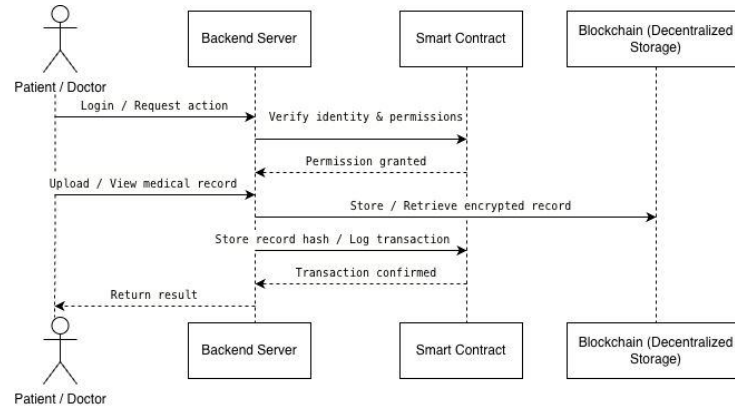 Backend Server
Smart Contract
Blockchain (Decentralized
Storage)
Patient / Doctor
Login / Request action
Verify identity & permissions
Permission granted
Upload / View medical record
Store / Retrieve encrypted record
Store record hash / Log transaction
Transaction confirmed
Return result
Backend Server
Smart Contract
Blockchain (Decentralized
Storage)
Patient / Doctor